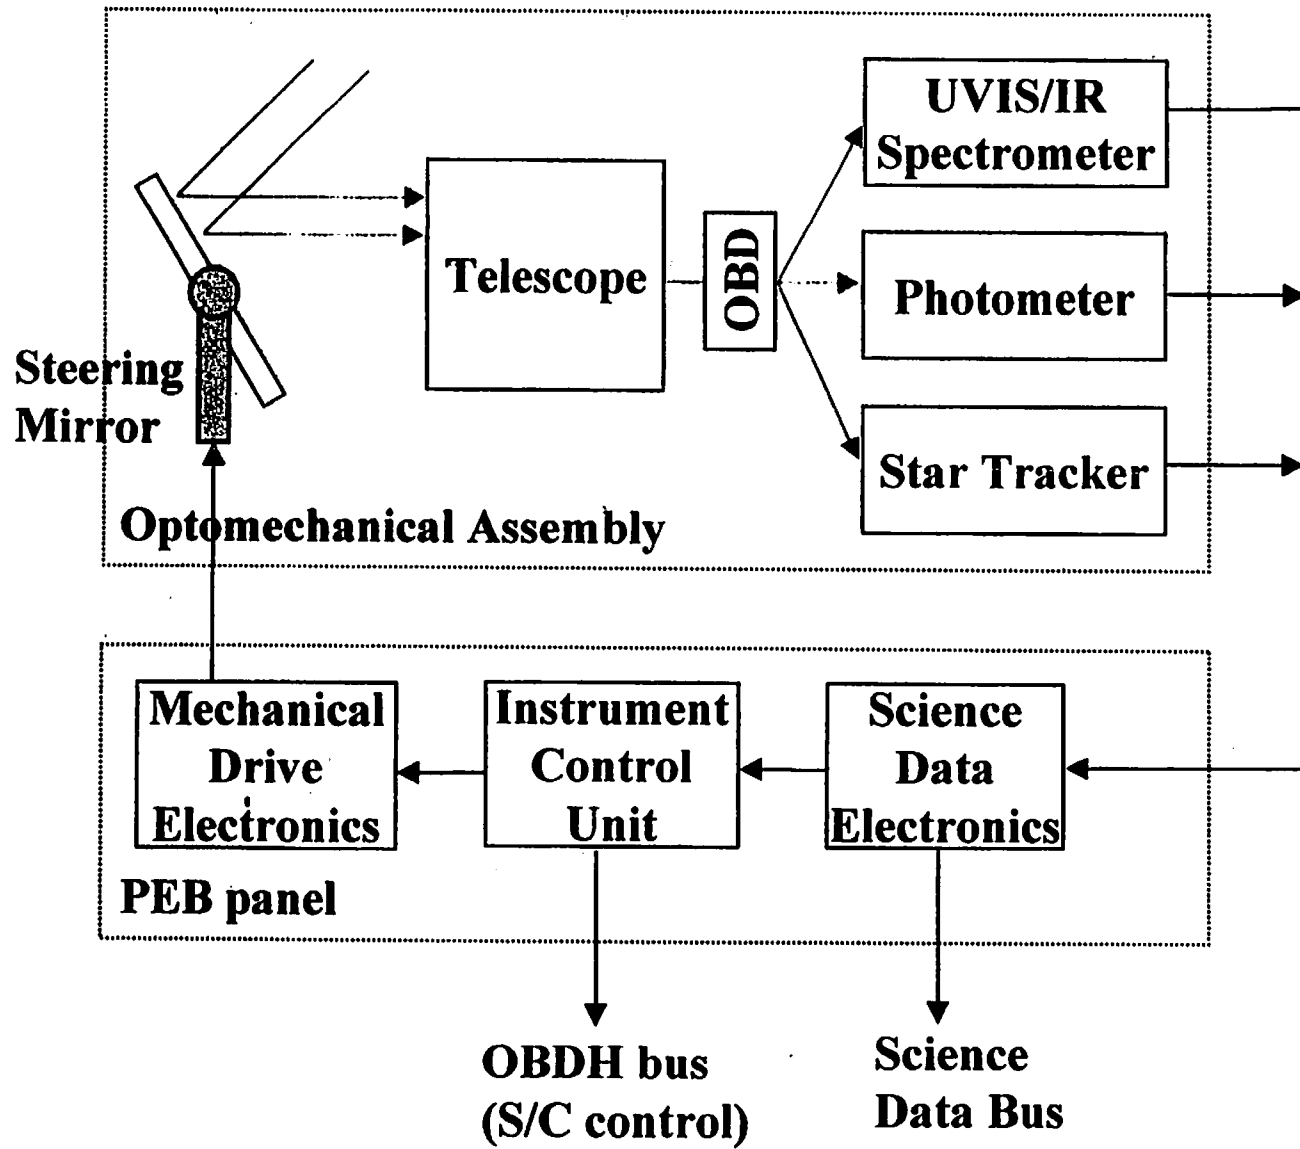 UVIS/IR
Spectrometer
Telescope
OBD
Photometer
Steering
Mirror
Star Tracker
Optomechanical Assembly
Mechanical
Drive
Electronics
Instrument
Control
Unit
Science
Data
Electronics
PEB panel
OBDH bus
(S/C control)
Science
Data Bus